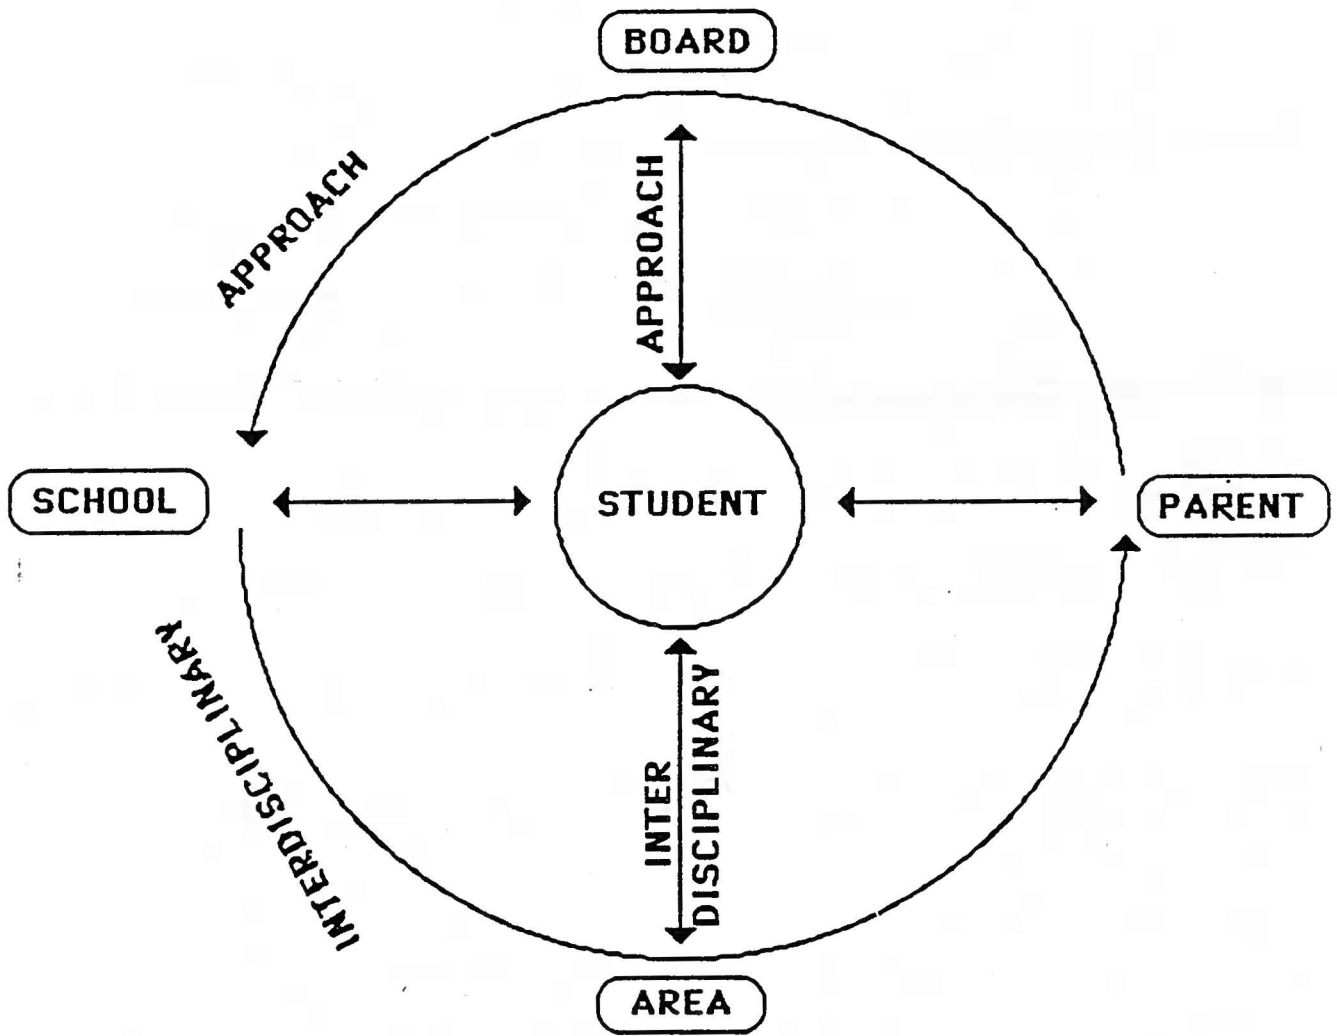 BOARD
APPROACH
APPROACH
SCHOOL
STUDENT
PARENT
INTERDISCIPLINARY
INTER
DISCIPLINARY
AREA